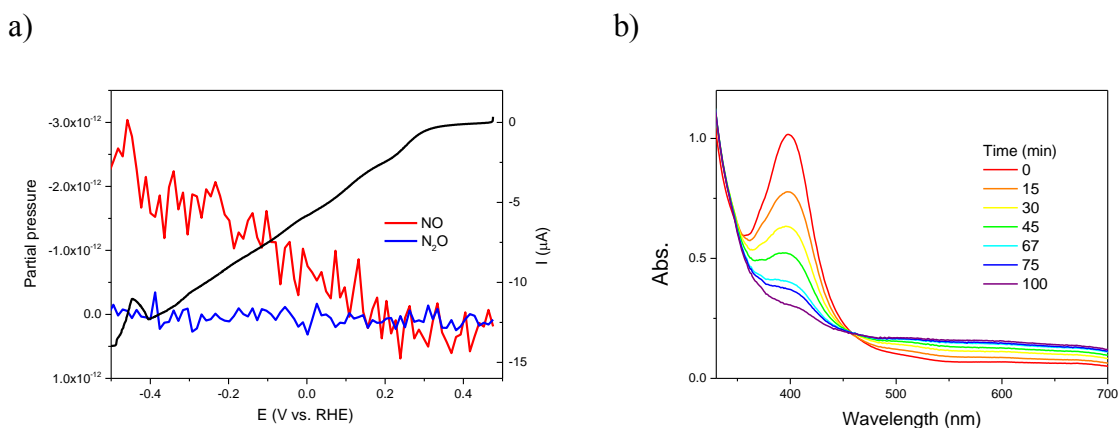 a)
b)
-3.0x10⁻¹²
-2.0x10⁻¹²
-1.0x10⁻¹²
0.0
1.0x10⁻¹²
Partial pressure
0
-5
-10
-15
I (µA)
NO
N₂O
-0.4
-0.2
0.0
0.2
0.4
E (V vs. RHE)
1.0
0.5
0.0
Abs.
Time (min)
0
15
30
45
67
75
100
400
500
600
700
Wavelength (nm)